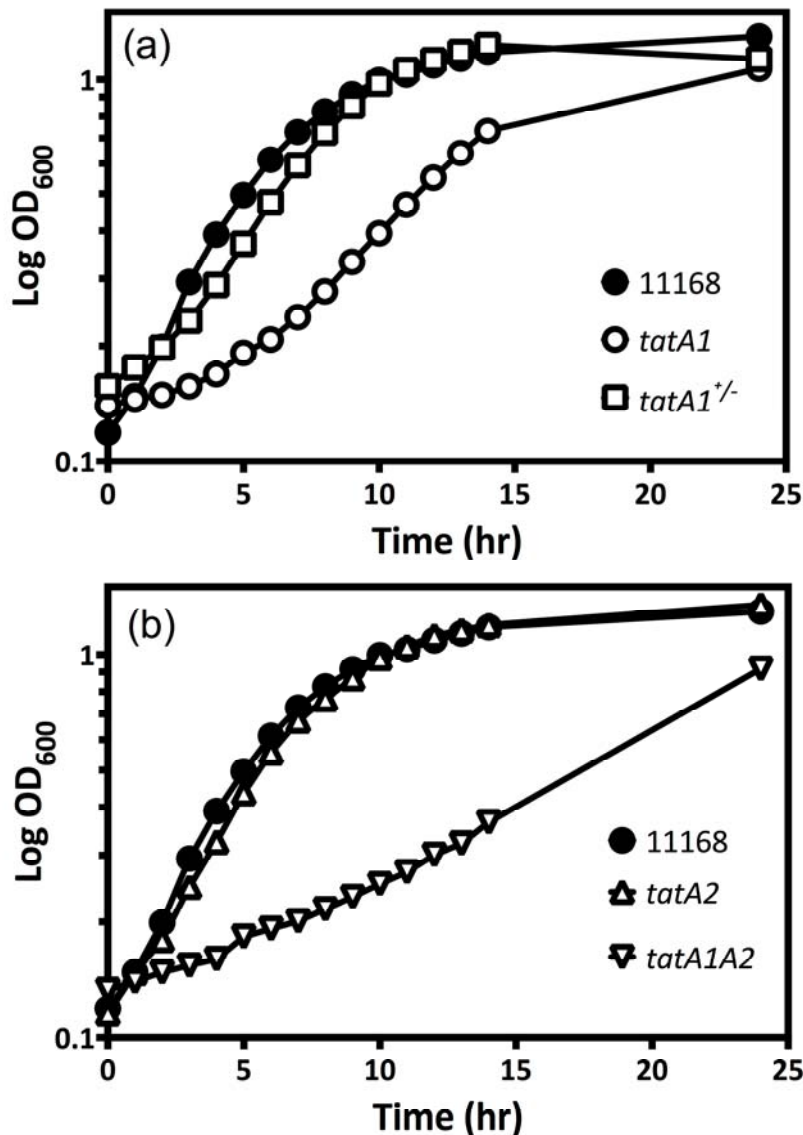 (a)
1
0.1
Log OD600
0 5 10 15 20 25
Time (hr)
11168
tatA1
tatA1+/-
(b)
1
0.1
Log OD600
0 5 10 15 20 25
Time (hr)
11168
tatA2
tatA1A2